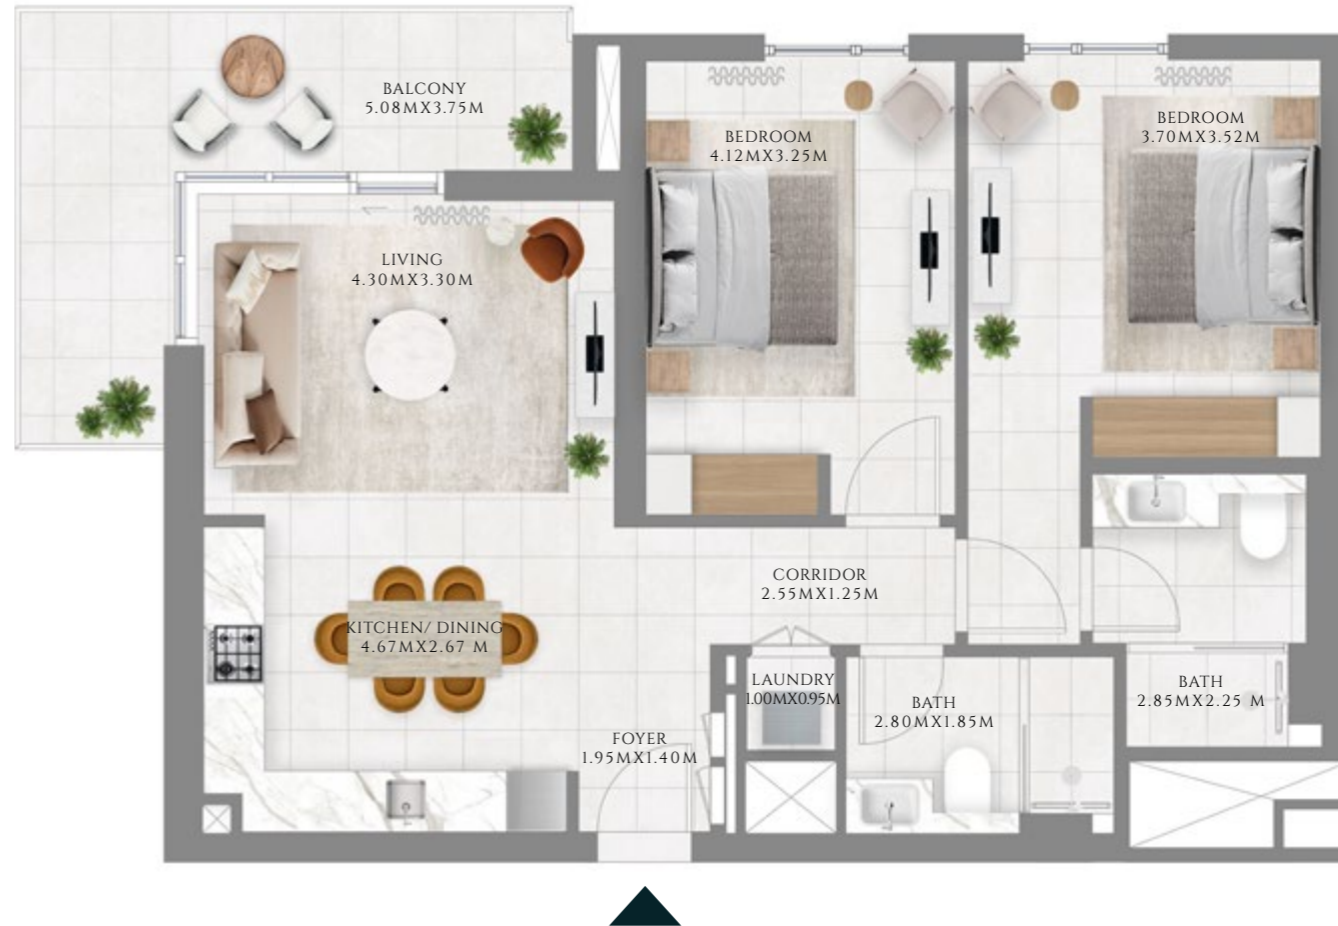 BALCONY
5.08MX3.75M
BEDROOM
4.12MX3.25M
BEDROOM
3.70MX3.52M
LIVING
4.30MX3.30M
CORRIDOR
2.55MX1.25M
KITCHEN/ DINING
4.67MX2.67 M
LAUNDRY
1.00MX0.95M
BATH
2.80MX1.85M
BATH
2.85MX2.25 M
FOYER
1.95MX1.40M